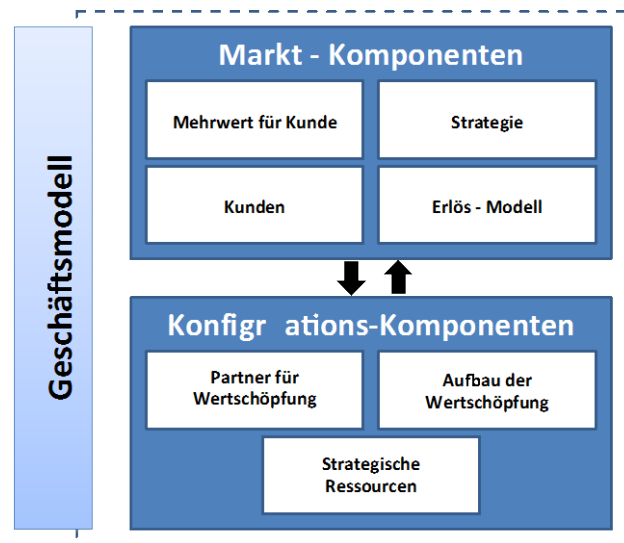 Geschäftsmodell
Markt - Komponenten
Mehrwert für Kunde
Strategie
Kunden
Erlös - Modell
Konfigr ations-Komponenten
Partner für
Wertschöpfung
Aufbau der
Wertschöpfung
Strategische
Ressourcen